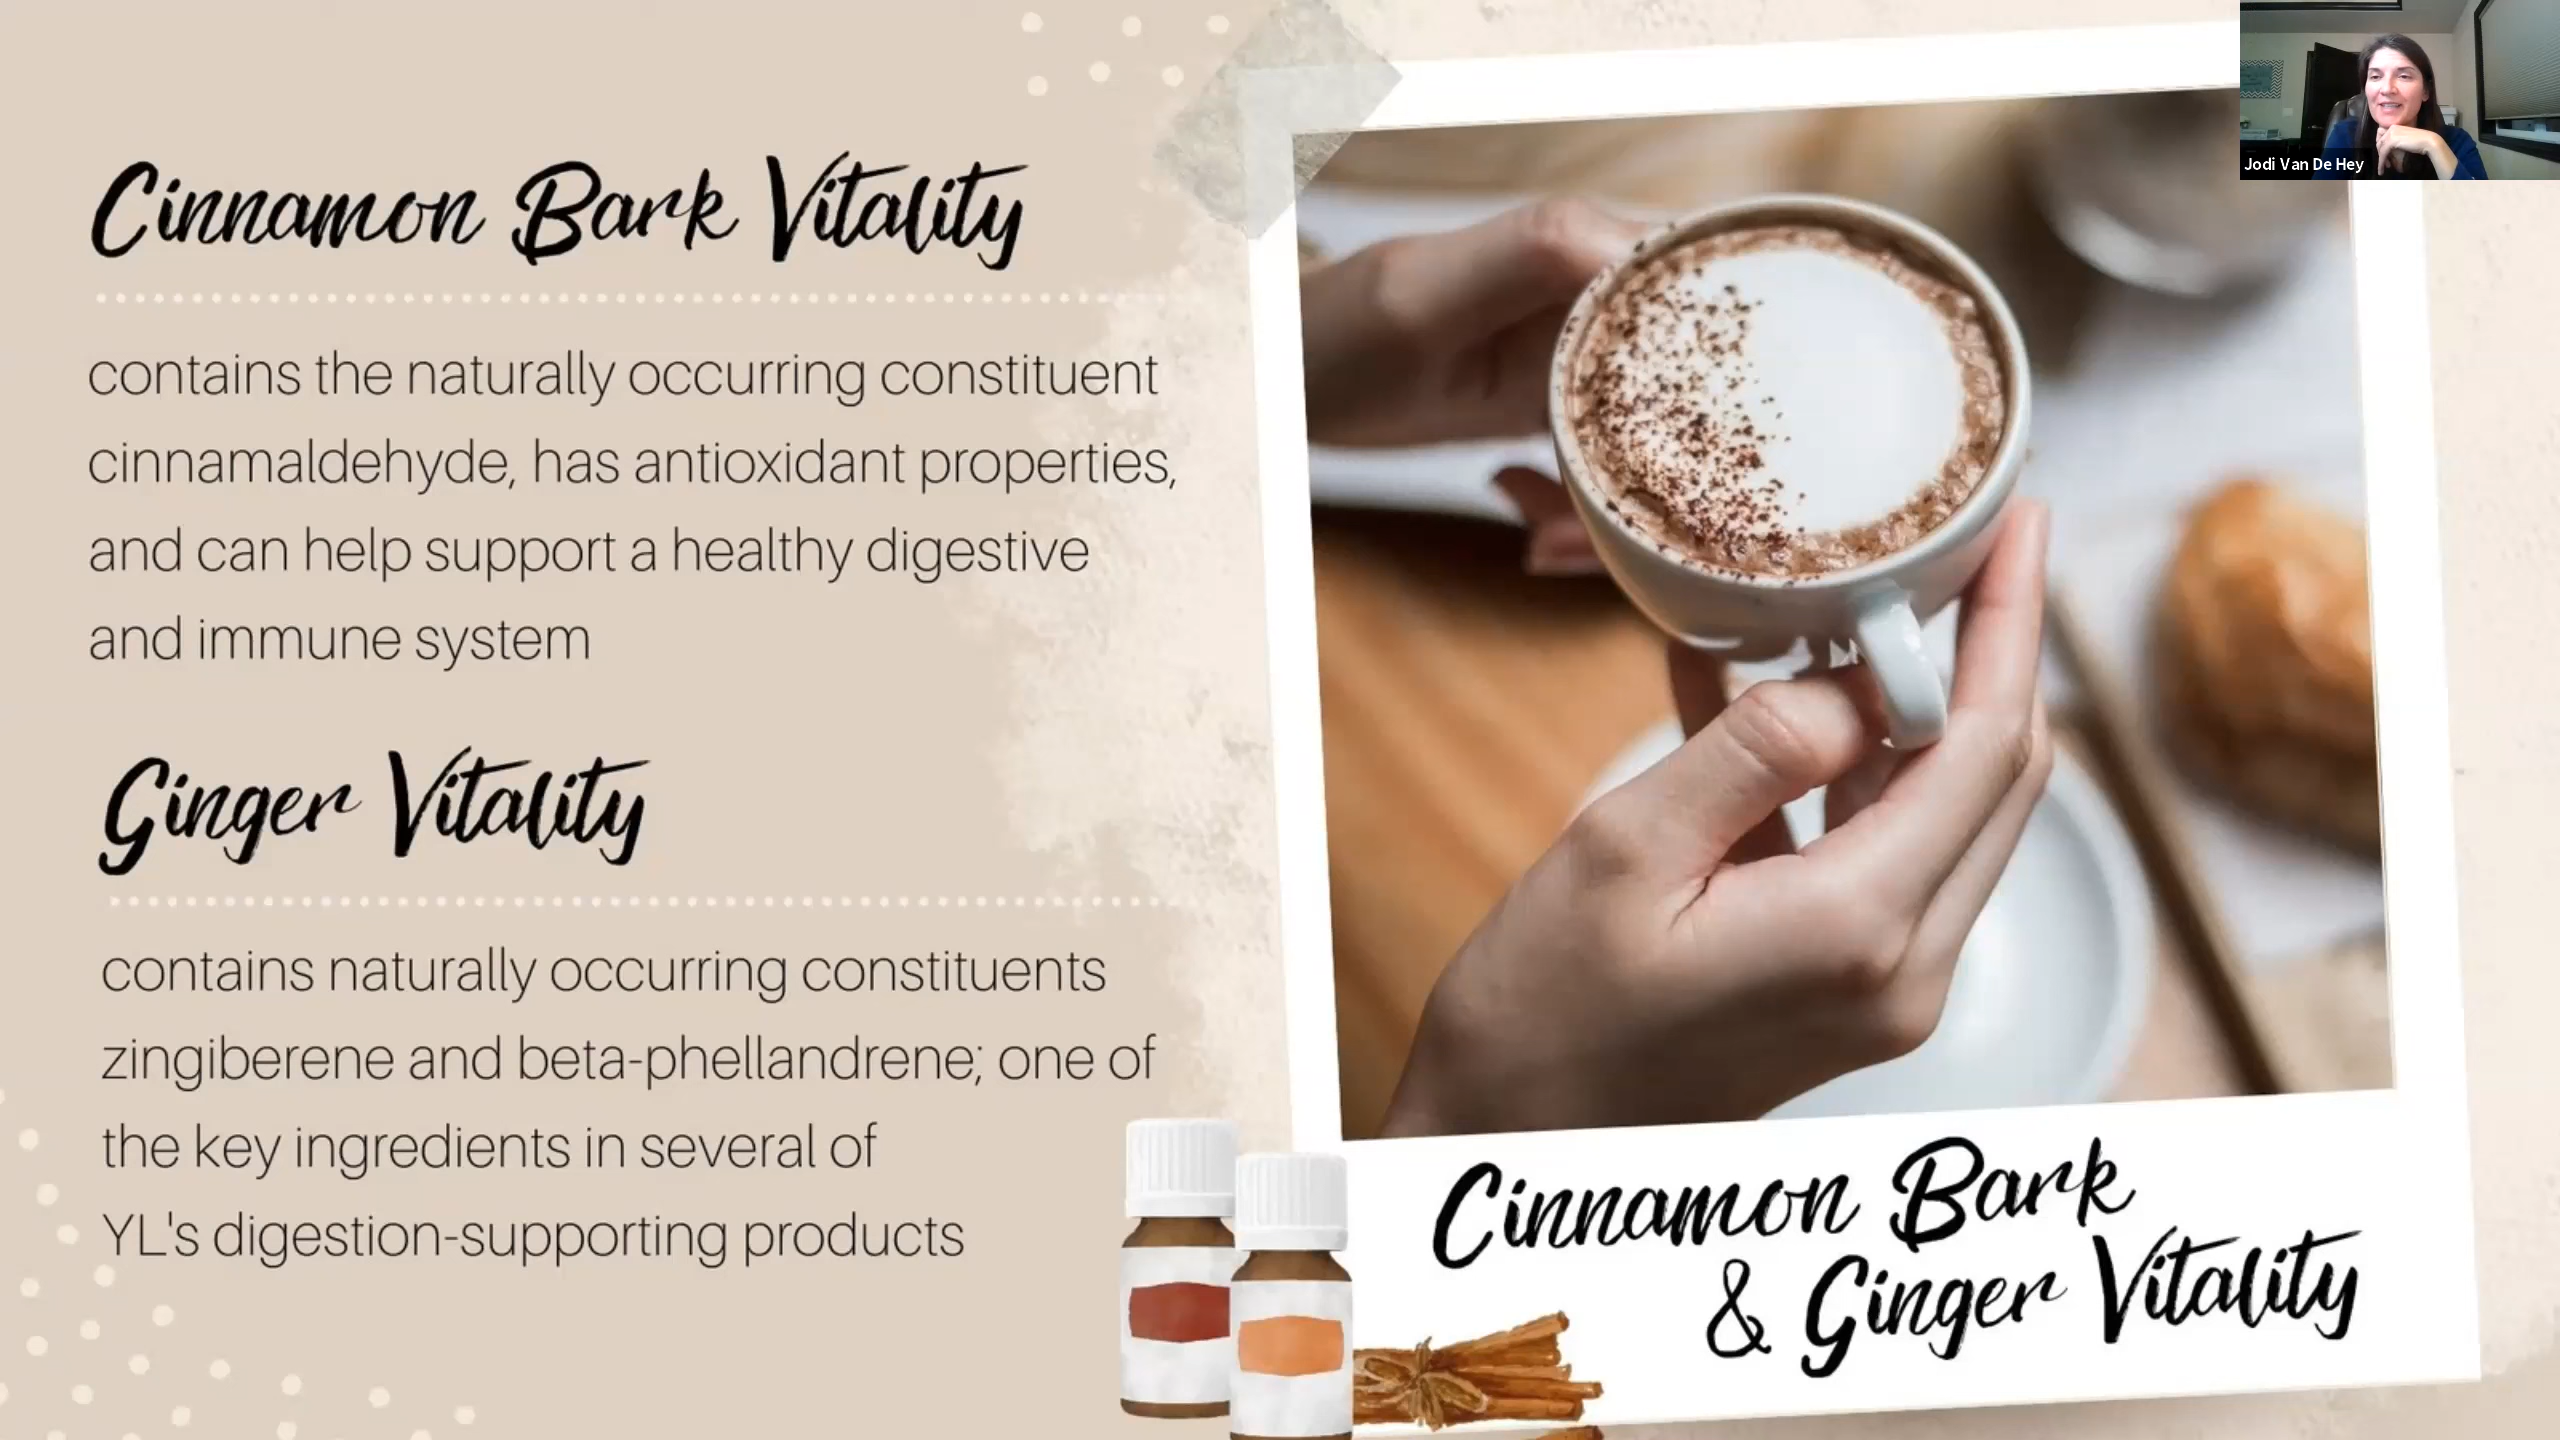 Cinnamon Bark Vitality
contains the naturally occurring constituent
cinnamaldehyde, has antioxidant properties,
and can help support a healthy digestive
and immune system
Ginger Vitality
contains naturally occurring constituents
zingiberene and beta-phellandrene; one of
the key ingredients in several of
YL's digestion-supporting products
Jodi Van De Hey
Cinnamon Bark
& Ginger Vitality